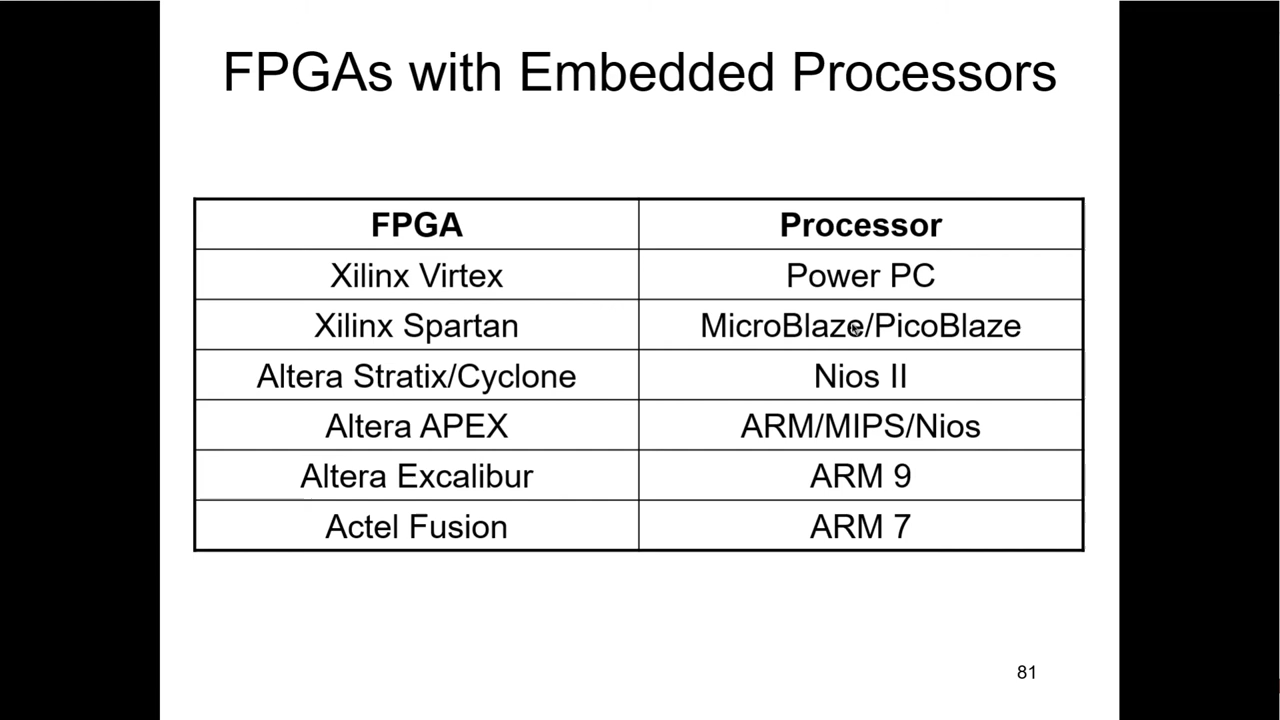 FPGAs with Embedded Processors
FPGA Processor
Xilinx Virtex Power PC
Xilinx Spartan MicroBlaze/PicoBlaze
Altera Stratix/Cyclone Nios II
Altera APEX ARM/MIPS/Nios
Altera Excalibur ARM 9
Actel Fusion ARM 7
81